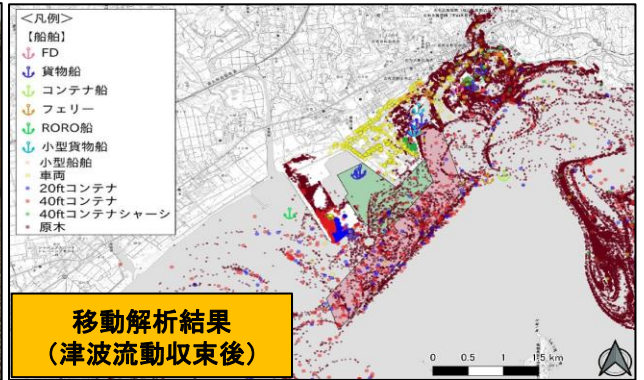 <凡例>
【船舶】
FD
貨物船
コンテナ船
フェリー
RORO船
小型貨物船
小型船舶
車両
20ftコンテナ
40ftコンテナ
40ftコンテナシャーシ
原木
移動解析結果
(津波流動収束後)
0 0.5 1 1.5 km